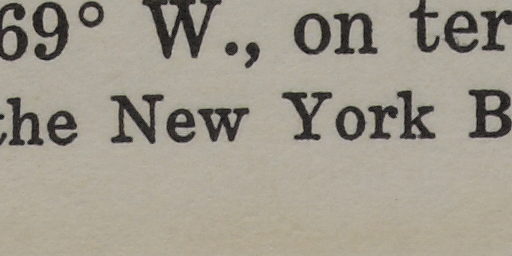 69° W., on ter
the New York B